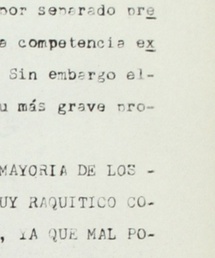 por separado pre
a competencia ex
Sin embargo el-
u más grave pro-
MAYORIA DE LOS -
UY RAQUITICO CO-
, YA QUE MAL PO-